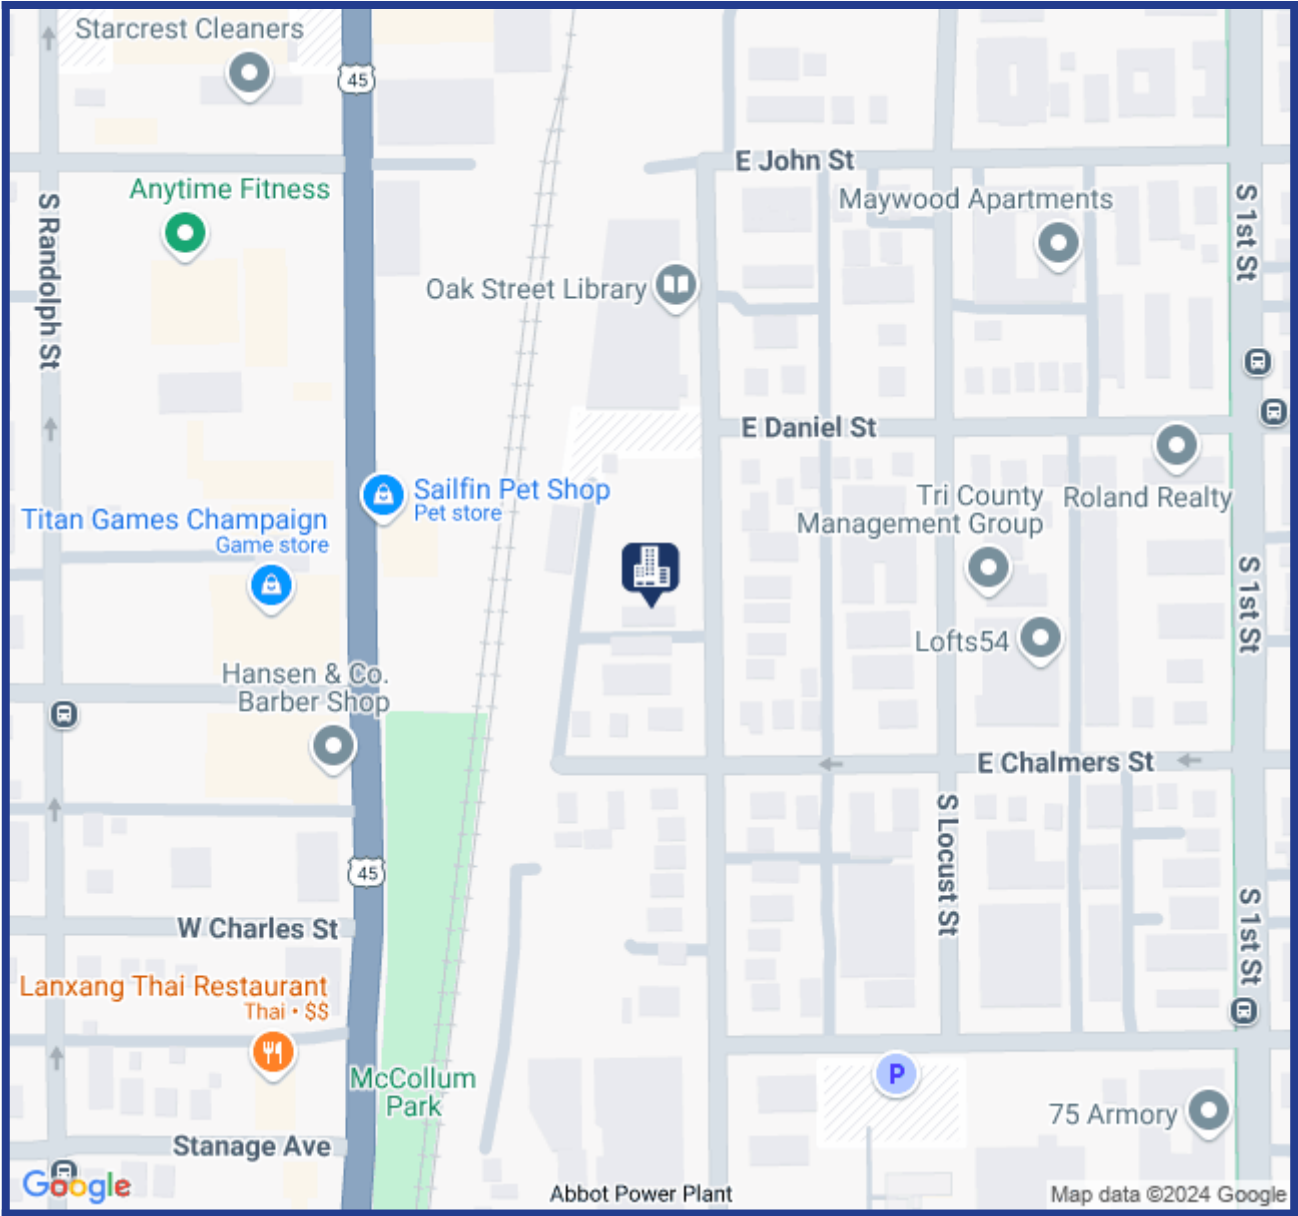 Starcrest Cleaners
45
E John St
Anytime Fitness
Maywood Apartments
S Randolph St
S 1st St
Oak Street Library
E Daniel St
Sailfin Pet Shop
Pet store
Tri County
Management Group
Roland Realty
Titan Games Champaign
Game store
S 1st St
Lofts54
Hansen & Co.
Barber Shop
E Chalmers St
S Locust St
45
W Charles St
S 1st St
Lanxang Thai Restaurant
Thai • $$
P
McCollum
Park
75 Armory
Stanage Ave
Google
Abbot Power Plant
Map data ©2024 Google